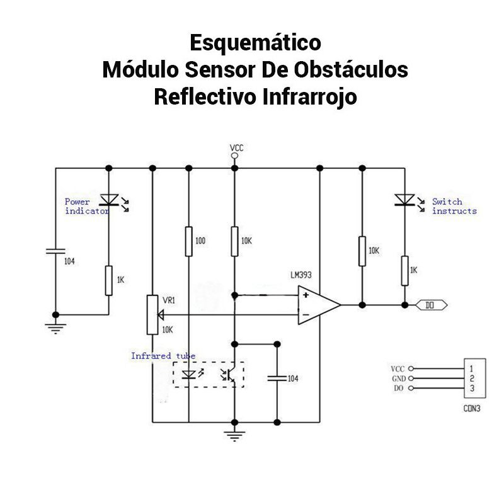 Esquemático
Módulo Sensor De Obstáculos
Reflectivo Infrarrojo
VCC
Power
indicator
Switch
instructs
100
10K
10K
104
1K
1K
LM393
VR1
10K
+
−
DO
Infrared tube
104
VCC
GND
DO
1
2
3
CON3